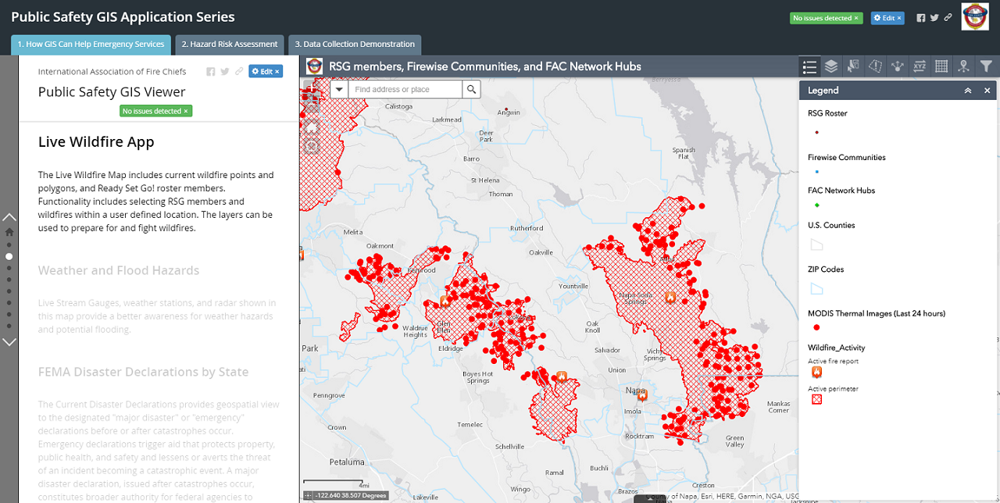 Public Safety GIS Application Series
No issues detected ×
Edit ×
1. How GIS Can Help Emergency Services
2. Hazard Risk Assessment
3. Data Collection Demonstration
International Association of Fire Chiefs
Edit ×
Public Safety GIS Viewer
No issues detected ×
Live Wildfire App
The Live Wildfire Map includes current wildfire points and
polygons, and Ready Set Go! roster members.
Functionality includes selecting RSG members and
wildfires within a user defined location. The layers can be
used to prepare for and fight wildfires.
Weather and Flood Hazards
Live Stream Gauges, weather stations, and radar shown in
this map provide a better awareness for weather hazards
and potential flooding.
FEMA Disaster Declarations by State
The Current Disaster Declarations provides geospatial view
to the designated "major disaster" or "emergency"
declarations before or after catastrophes occur.
Emergency declarations trigger aid that protects property,
public health, and safety and lessens or averts the threat
of an incident becoming a catastrophic event. A major
disaster declaration, issued after catastrophes occur,
constitutes broader authority for federal agencies to
RSG members, Firewise Communities, and FAC Network Hubs
XYZ
Find address or place
Berryessa
Calistoga
Angwin
Larkmead
Deer
Park
Spanish
Flat
Barro
St Helena
Thoman
Rutherford
Melita
Oakmont
Oakville
Kenwood
Yountville
Napa Soda
Springs
Glen
Ellen
Waldrue
Heights
Oak
Knoll
Park
Eldridge
Salvador
Vichy
Springs
Boyes Hot
Springs
Union
Napa
Penngrove
Imola
Mankas
Corner
Crown
Temelec
Rocktram
Green
Valley
Schellville
Petaluma
Ramal
Buchli
Lakeville
Wingo
Brazos
Creston
4mi
-122.640 38.507 Degrees
County of Napa, Esri, HERE, Garmin, NGA, USG
Legend
RSG Roster
Firewise Communities
FAC Network Hubs
U.S. Counties
ZIP Codes
MODIS Thermal Images (Last 24 hours)
Wildfire_Activity
Active fire report
Active perimeter